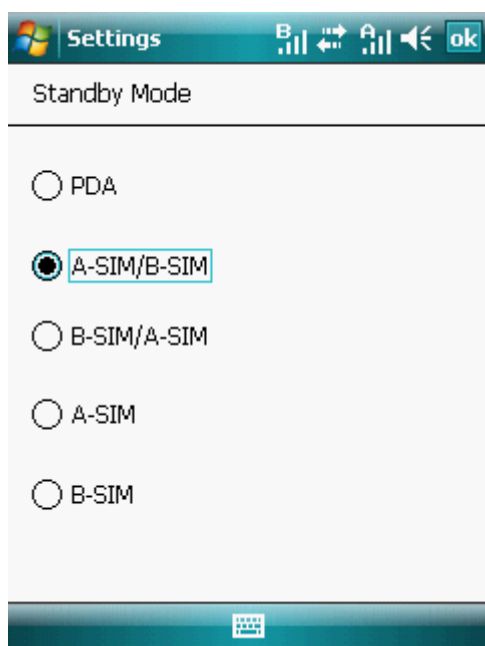 Settings B A ok
Standby Mode
PDA
A-SIM/B-SIM
B-SIM/A-SIM
A-SIM
B-SIM